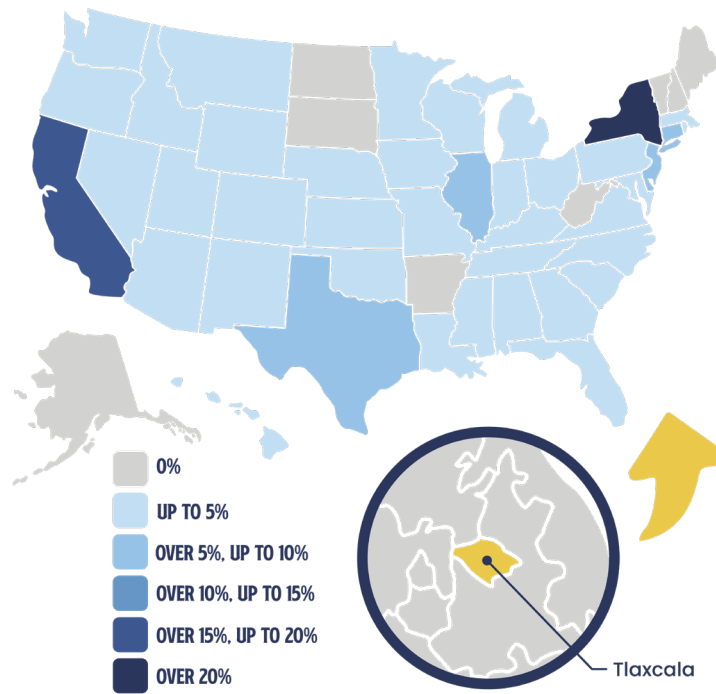 0%
UP TO 5%
OVER 5%, UP TO 10%
OVER 10%, UP TO 15%
OVER 15%, UP TO 20%
OVER 20%
Tlaxcala